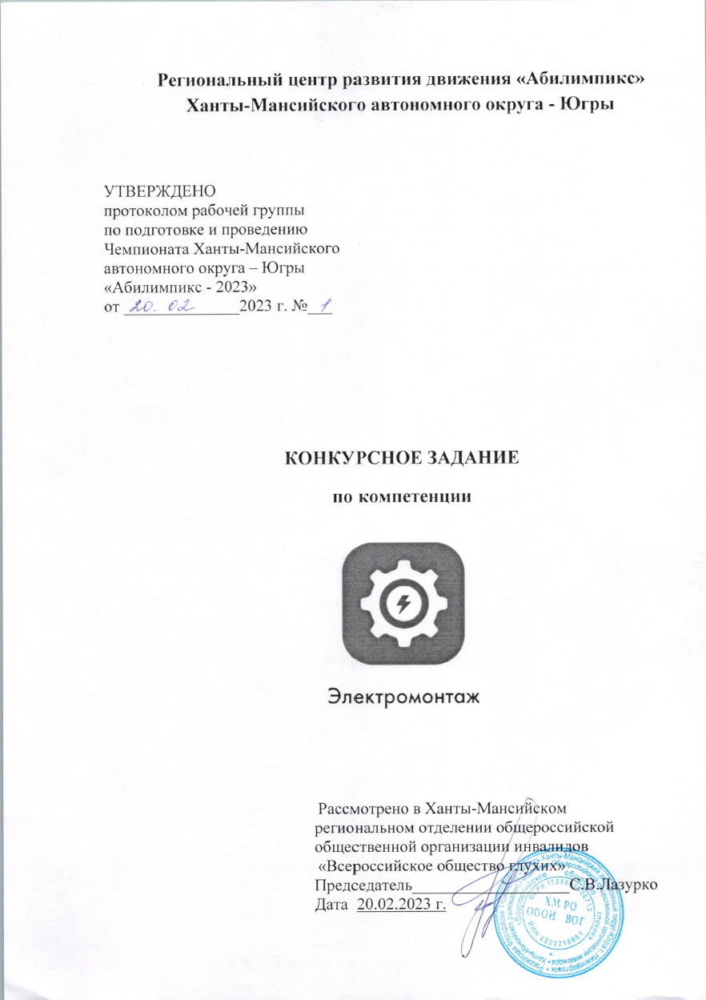 Региональный центр развития движения «Абилимпикс»
Ханты-Мансийского автономного округа - Югры
УТВЕРЖДЕНО
протоколом рабочей группы
по подготовке и проведению
Чемпионата Ханты-Мансийского
автономного округа – Югры
«Абилимпикс - 2023»
от 20. 02 2023 г. № 1
КОНКУРСНОЕ ЗАДАНИЕ
по компетенции
Электромонтаж
Рассмотрено в Ханты-Мансийском
региональном отделении общероссийской
общественной организации инвалидов
«Всероссийское общество глухих»
Председатель С.В.Лазурко
Дата 20.02.2023 г.
ХМ РО
ОООИ ВОГ